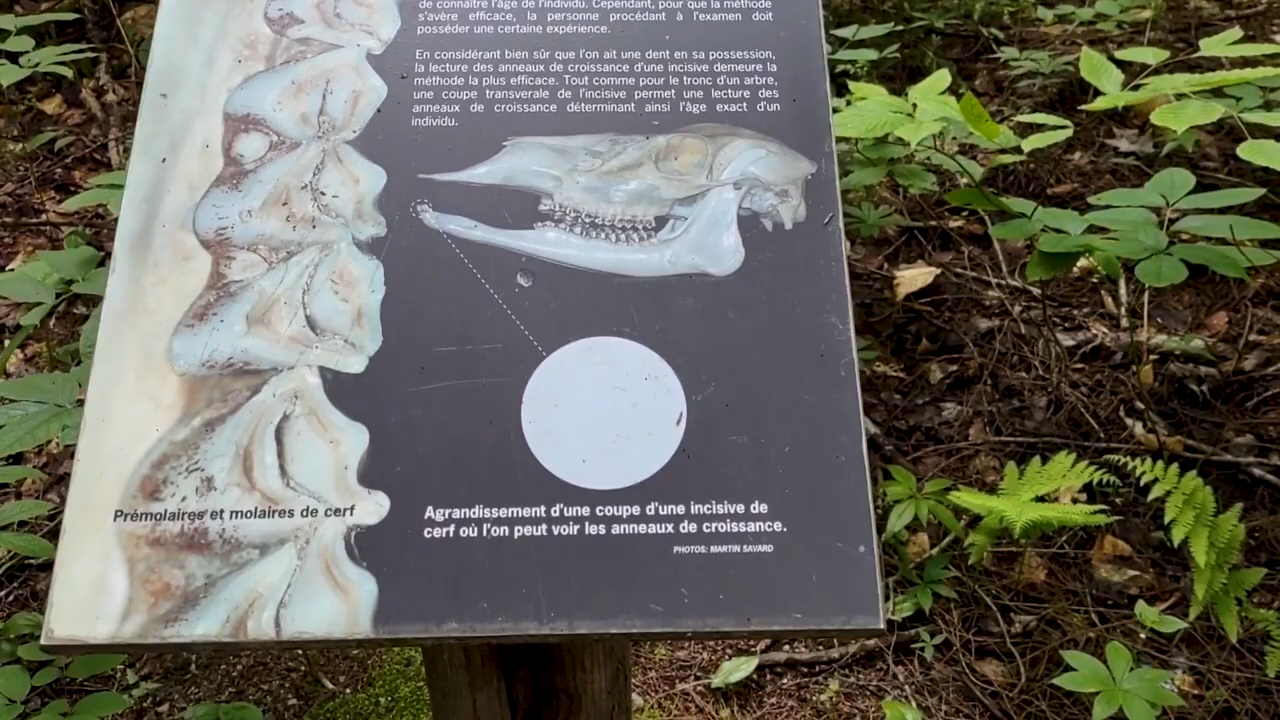 de connaître l'âge de l'individu. Cependant, pour que la méthode
s'avère efficace, la personne procédant à l'examen doit
posséder une certaine expérience.
En considérant bien sûr que l'on ait une dent en sa possession,
la lecture des anneaux de croissance d'une incisive demeure la
méthode la plus efficace. Tout comme pour le tronc d'un arbre,
une coupe transverale de l'incisive permet une lecture des
anneaux de croissance déterminant ainsi l'âge exact d'un
individu.
Prémolaires et molaires de cerf
Agrandissement d'une coupe d'une incisive de
cerf où l'on peut voir les anneaux de croissance.
PHOTOS: MARTIN SAVARD